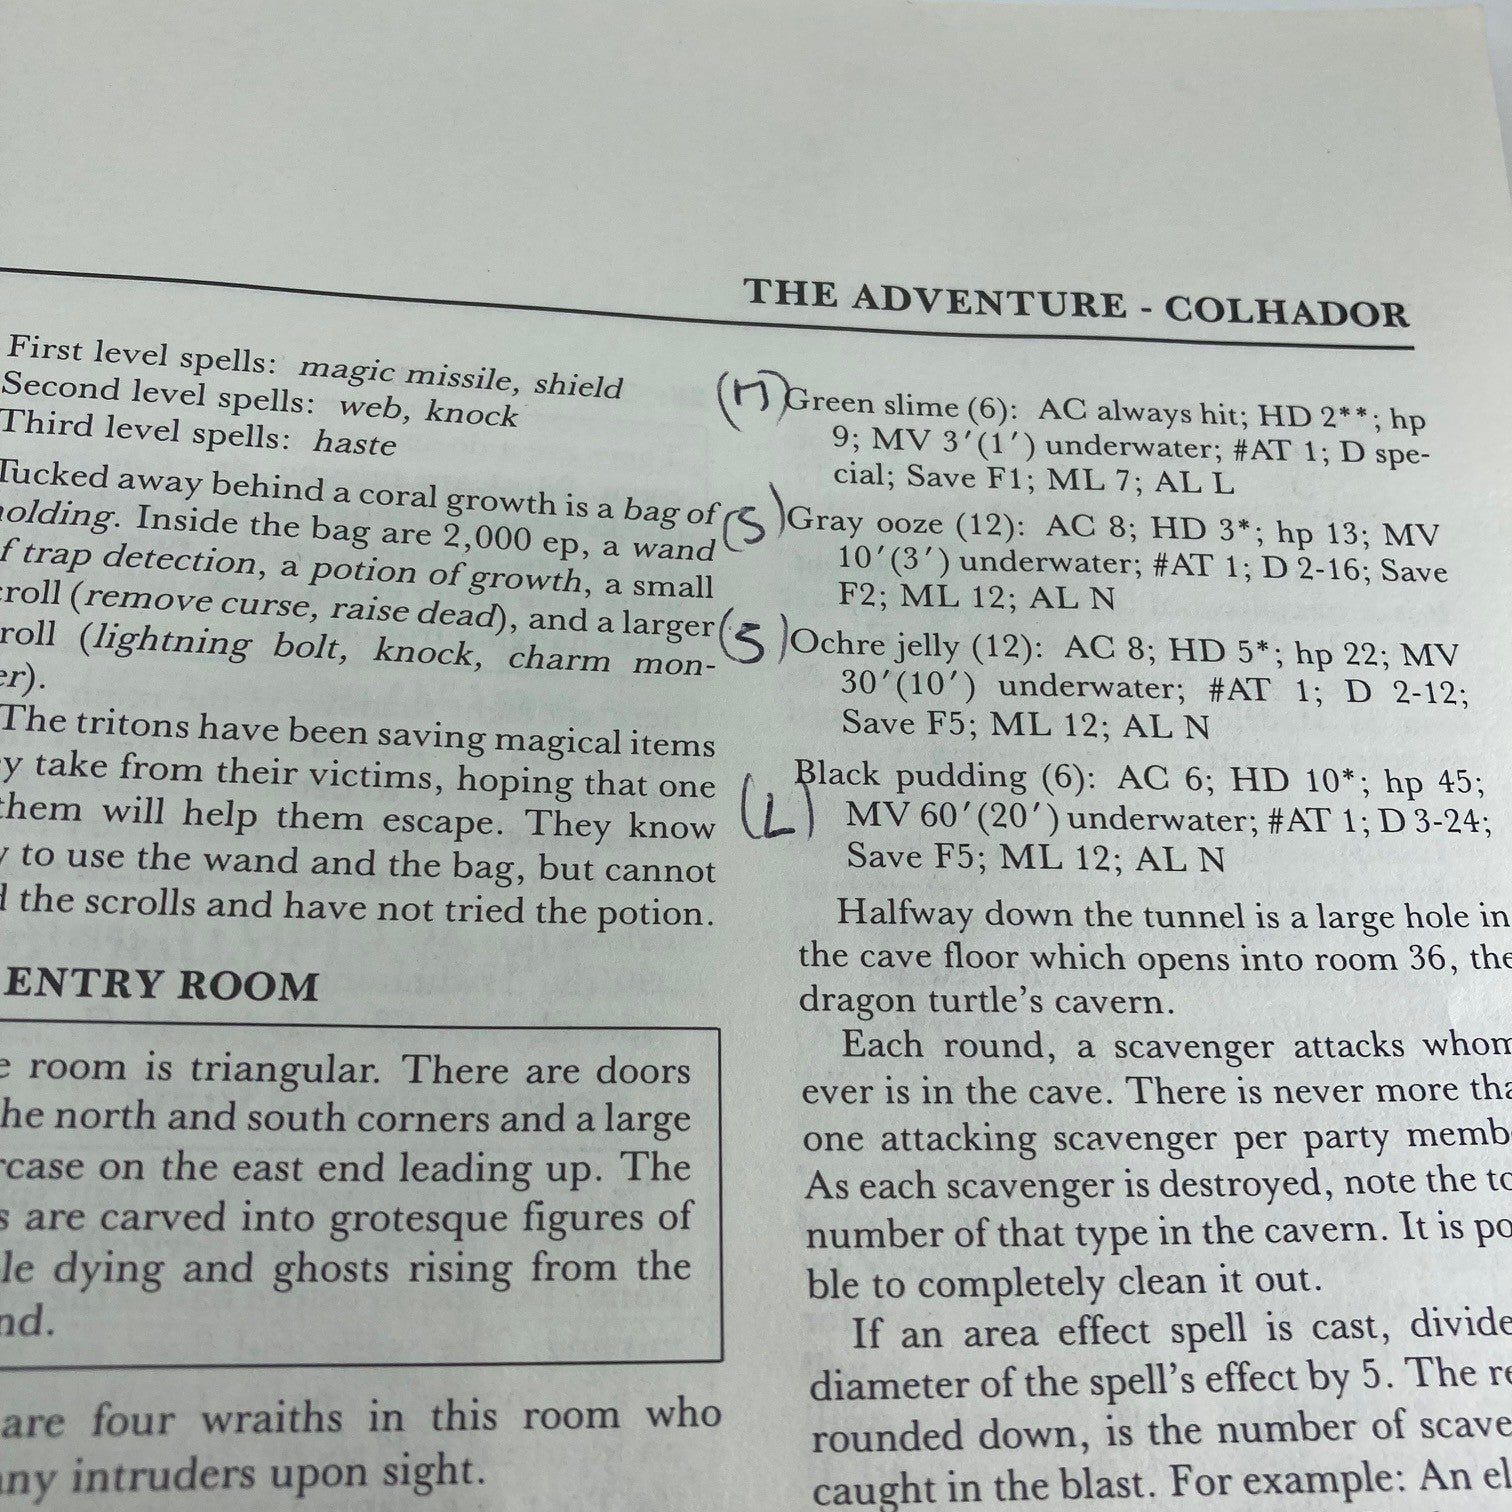 THE ADVENTURE - COLHADOR
First level spells: magic missile, shield
Second level spells: web, knock
Third level spells: haste
Tucked away behind a coral growth is a bag of
holding. Inside the bag are 2,000 ep, a wand
of trap detection, a potion of growth, a small
scroll (remove curse, raise dead), and a larger
scroll (lightning bolt, knock, charm mon-
er).
The tritons have been saving magical items
y take from their victims, hoping that one
them will help them escape. They know
to use the wand and the bag, but cannot
the scrolls and have not tried the potion.
ENTRY ROOM
room is triangular. There are doors
he north and south corners and a large
rcase on the east end leading up. The
s are carved into grotesque figures of
le dying and ghosts rising from the
nd.
are four wraiths in this room who
any intruders upon sight.
(M) Green slime (6): AC always hit; HD 2**; hp
9; MV 3'(1') underwater; #AT 1; D spe-
cial; Save F1; ML 7; AL L
(S) Gray ooze (12): AC 8; HD 3*; hp 13; MV
10'(3') underwater; #AT 1; D 2-16; Save
F2; ML 12; AL N
(S) Ochre jelly (12): AC 8; HD 5*; hp 22; MV
30'(10') underwater; #AT 1; D 2-12;
Save F5; ML 12; AL N
(L) Black pudding (6): AC 6; HD 10*; hp 45;
MV 60'(20') underwater; #AT 1; D 3-24;
Save F5; ML 12; AL N
Halfway down the tunnel is a large hole in
the cave floor which opens into room 36, the
dragon turtle's cavern.
Each round, a scavenger attacks whom
ever is in the cave. There is never more tha
one attacking scavenger per party memb
As each scavenger is destroyed, note the to
number of that type in the cavern. It is po
ble to completely clean it out.
If an area effect spell is cast, divide
diameter of the spell's effect by 5. The re
rounded down, is the number of scave
caught in the blast. For example: An el